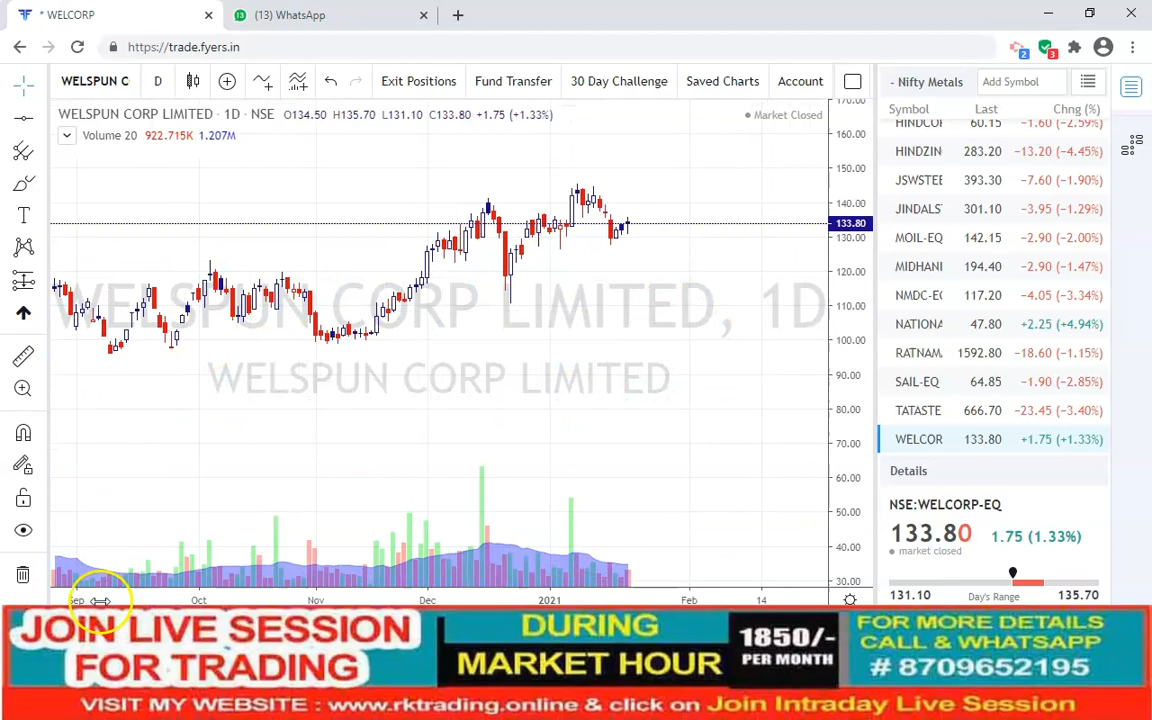 * WELCORP
(13) WhatsApp
https://trade.fyers.in
2
3
WELSPUN C
D
Exit Positions
Fund Transfer
30 Day Challenge
Saved Charts
Account
- Nifty Metals
Add Symbol
WELSPUN CORP LIMITED · 1D · NSE O134.50 H135.70 L131.10 C133.80 +1.75 (+1.33%)
Market Closed
Volume 20 922.715K 1.207M
Symbol Last Chng (%)
HINDCOI 60.15 −1.60 (−2.59%)
HINDZIN 283.20 −13.20 (−4.45%)
JSWSTEE 393.30 −7.60 (−1.90%)
JINDALS 301.10 −3.95 (−1.29%)
MOIL-EQ 142.15 −2.90 (−2.00%)
MIDHANI 194.40 −2.90 (−1.47%)
NMDC-EQ 117.20 −4.05 (−3.34%)
NATIONA 47.80 +2.25 (+4.94%)
RATNAM 1592.80 −18.60 (−1.15%)
SAIL-EQ 64.85 −1.90 (−2.85%)
TATASTE 666.70 −23.45 (−3.40%)
WELCOR 133.80 +1.75 (+1.33%)
170.00
160.00
150.00
140.00
133.80
130.00
120.00
110.00
100.00
90.00
80.00
70.00
60.00
50.00
40.00
30.00
WELSPUN CORP LIMITED, 1D
WELSPUN CORP LIMITED
Sep Oct Nov Dec 2021 Feb 14
Details
NSE:WELCORP-EQ
133.80 1.75 (1.33%)
market closed
131.10 Day's Range 135.70
JOIN LIVE SESSION
FOR TRADING
DURING
MARKET HOUR
1850/-
PER MONTH
FOR MORE DETAILS
CALL & WHATSAPP
# 8709652195
VISIT MY WEBSITE : www.rktrading.online & click on Join Intraday Live Session